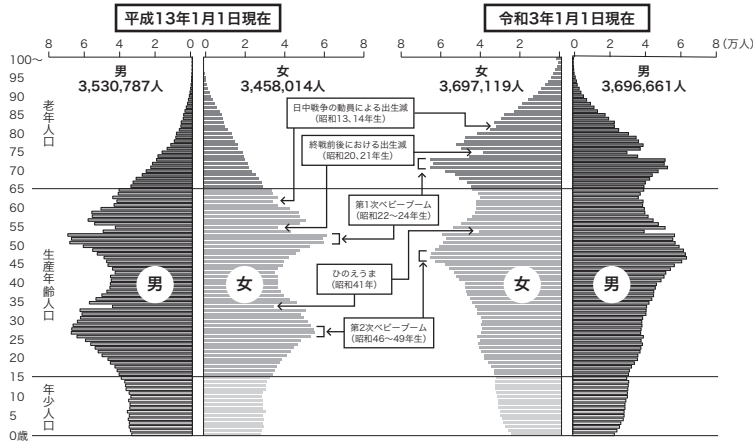 平成13年1月1日現在
令和3年1月1日現在
8 6 4 2 0 0 2 4 6 8 6 4 2 0 0 2 4 6 8 (万人)
男
3,530,787人
女
3,458,014人
女
3,697,119人
男
3,696,661人
100～
95
90
85
80
75
70
65
60
55
50
45
40
35
30
25
20
15
10
5
0歳
老年人口
生産年齢人口
年少人口
日中戦争の動員による出生減
（昭和13、14年生）
終戦前後における出生減
（昭和20、21年生）
第1次ベビーブーム
（昭和22～24年生）
ひのえうま
（昭和41年）
第2次ベビーブーム
（昭和46～49年生）
男
女
女
男